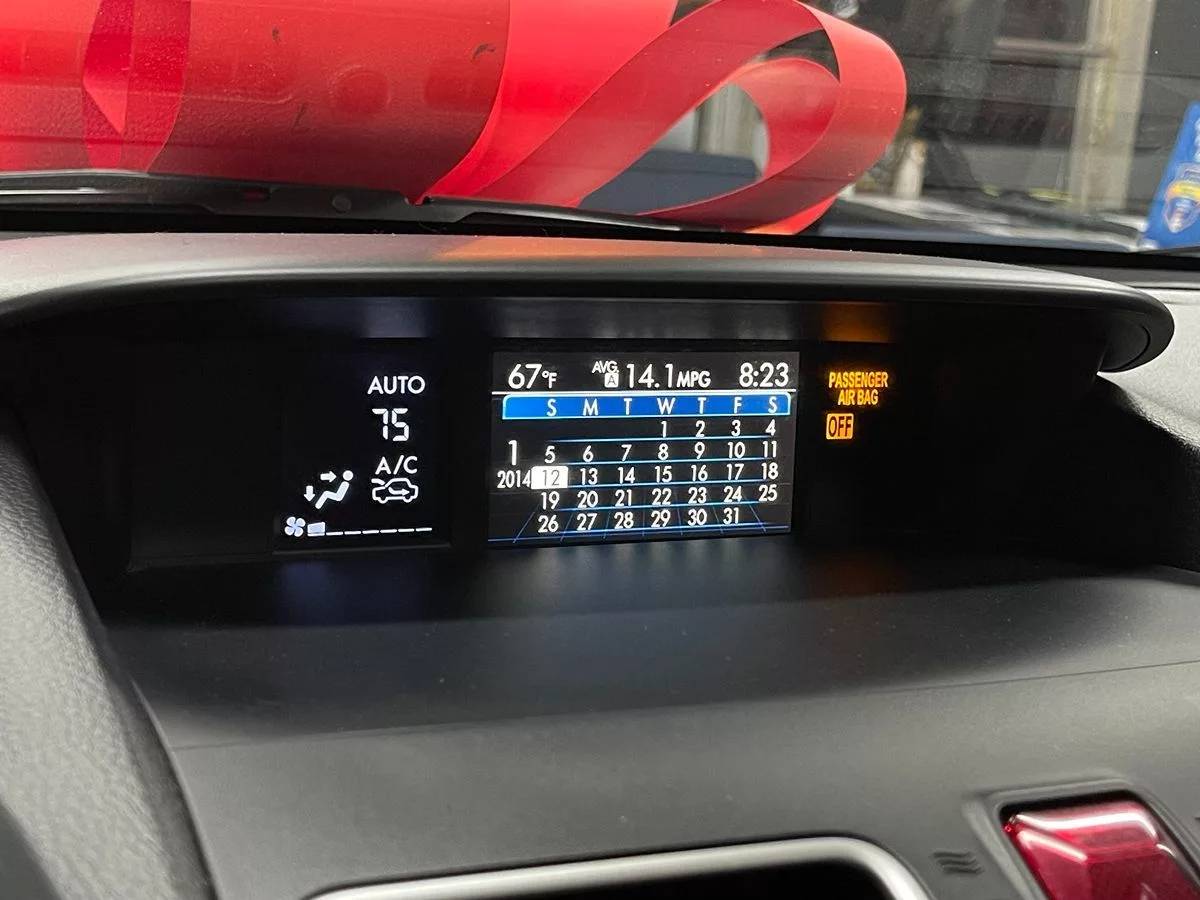 AUTO
75
A/C
67°F AVG A 14.1MPG 8:23
S M T W T F S
1 2 3 4
5 6 7 8 9 10 11
1
2014 12 13 14 15 16 17 18
19 20 21 22 23 24 25
26 27 28 29 30 31
PASSENGER
AIR BAG
OFF